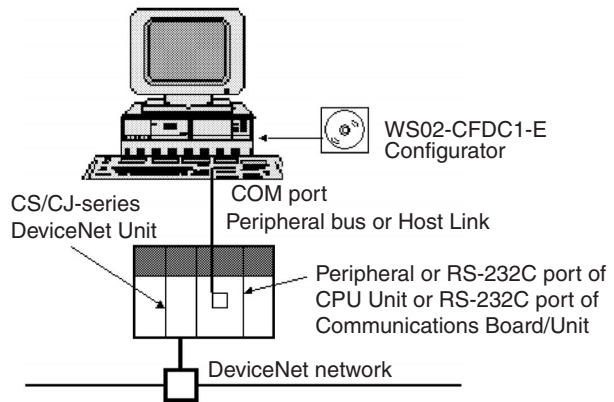 WS02-CFDC1-E
Configurator
COM port
Peripheral bus or Host Link
CS/CJ-series
DeviceNet Unit
Peripheral or RS-232C port of
CPU Unit or RS-232C port of
Communications Board/Unit
DeviceNet network